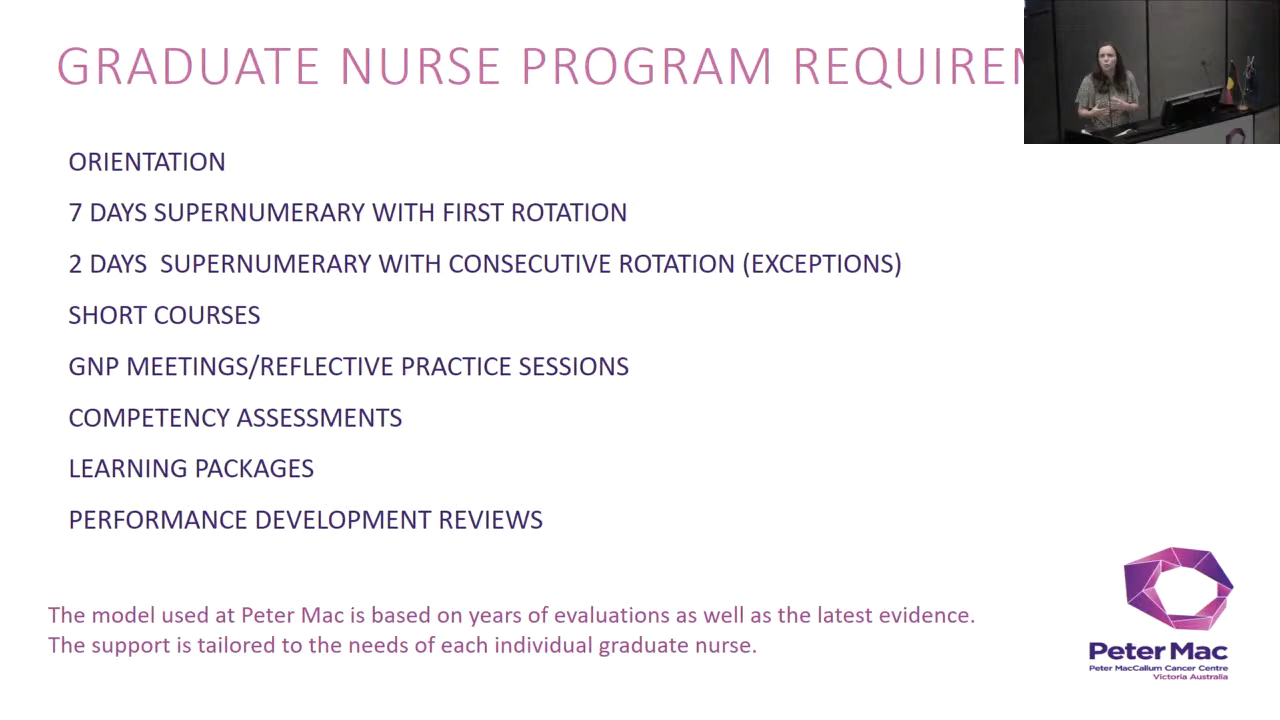 GRADUATE NURSE PROGRAM
ORIENTATION
7 DAYS SUPERNUMERARY WITH FIRST ROTATION
2 DAYS  SUPERNUMERARY WITH CONSECUTIVE ROTATION (EXCEPTIONS)
SHORT COURSES
GNP MEETINGS/REFLECTIVE PRACTICE SESSIONS
COMPETENCY ASSESSMENTS
LEARNING PACKAGES
PERFORMANCE DEVELOPMENT REVIEWS
The model used at Peter Mac is based on years of evaluations as well as the latest evidence.
The support is tailored to the needs of each individual graduate nurse.
Peter Mac
Peter MacCallum Cancer Centre
Victoria Australia